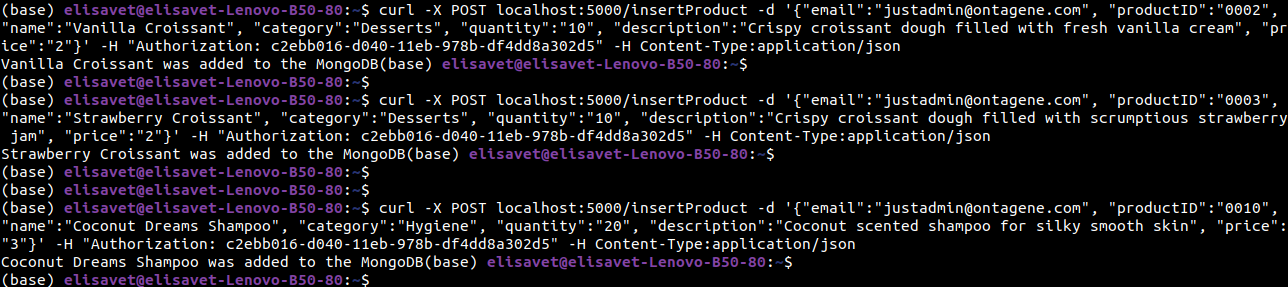 (base) elisavet@elisavet-Lenovo-B50-80:~$ curl -X POST localhost:5000/insertProduct -d '{"email":"justadmin@ontagene.com", "productID":"0002",
"name":"Vanilla Croissant", "category":"Desserts", "quantity":"10", "description":"Crispy croissant dough filled with fresh vanilla cream", "pr
ice":"2"}' -H "Authorization: c2ebb016-d040-11eb-978b-df4dd8a302d5" -H Content-Type:application/json
Vanilla Croissant was added to the MongoDB(base) elisavet@elisavet-Lenovo-B50-80:~$
(base) elisavet@elisavet-Lenovo-B50-80:~$
(base) elisavet@elisavet-Lenovo-B50-80:~$ curl -X POST localhost:5000/insertProduct -d '{"email":"justadmin@ontagene.com", "productID":"0003",
"name":"Strawberry Croissant", "category":"Desserts", "quantity":"10", "description":"Crispy croissant dough filled with scrumptious strawberry
 jam", "price":"2"}' -H "Authorization: c2ebb016-d040-11eb-978b-df4dd8a302d5" -H Content-Type:application/json
Strawberry Croissant was added to the MongoDB(base) elisavet@elisavet-Lenovo-B50-80:~$
(base) elisavet@elisavet-Lenovo-B50-80:~$
(base) elisavet@elisavet-Lenovo-B50-80:~$
(base) elisavet@elisavet-Lenovo-B50-80:~$ curl -X POST localhost:5000/insertProduct -d '{"email":"justadmin@ontagene.com", "productID":"0010",
"name":"Coconut Dreams Shampoo", "category":"Hygiene", "quantity":"20", "description":"Coconut scented shampoo for silky smooth skin", "price":
"3"}' -H "Authorization: c2ebb016-d040-11eb-978b-df4dd8a302d5" -H Content-Type:application/json
Coconut Dreams Shampoo was added to the MongoDB(base) elisavet@elisavet-Lenovo-B50-80:~$
(base) elisavet@elisavet-Lenovo-B50-80:~$